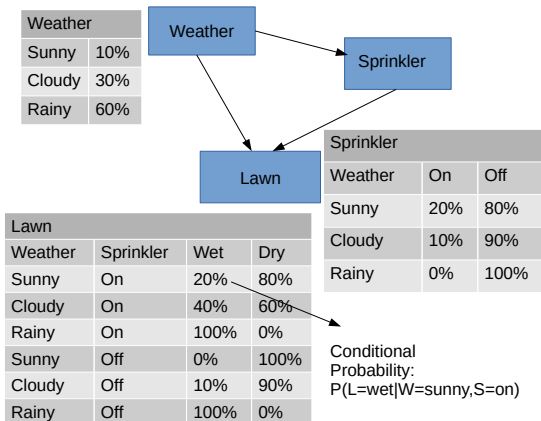 Weather
Sunny 10%
Cloudy 30%
Rainy 60%
Weather
Sprinkler
Lawn
Sprinkler
Weather On Off
Sunny 20% 80%
Cloudy 10% 90%
Rainy 0% 100%
Lawn
Weather Sprinkler Wet Dry
Sunny On 20% 80%
Cloudy On 40% 60%
Rainy On 100% 0%
Sunny Off 0% 100%
Cloudy Off 10% 90%
Rainy Off 100% 0%
Conditional
Probability:
P(L=wet|W=sunny,S=on)